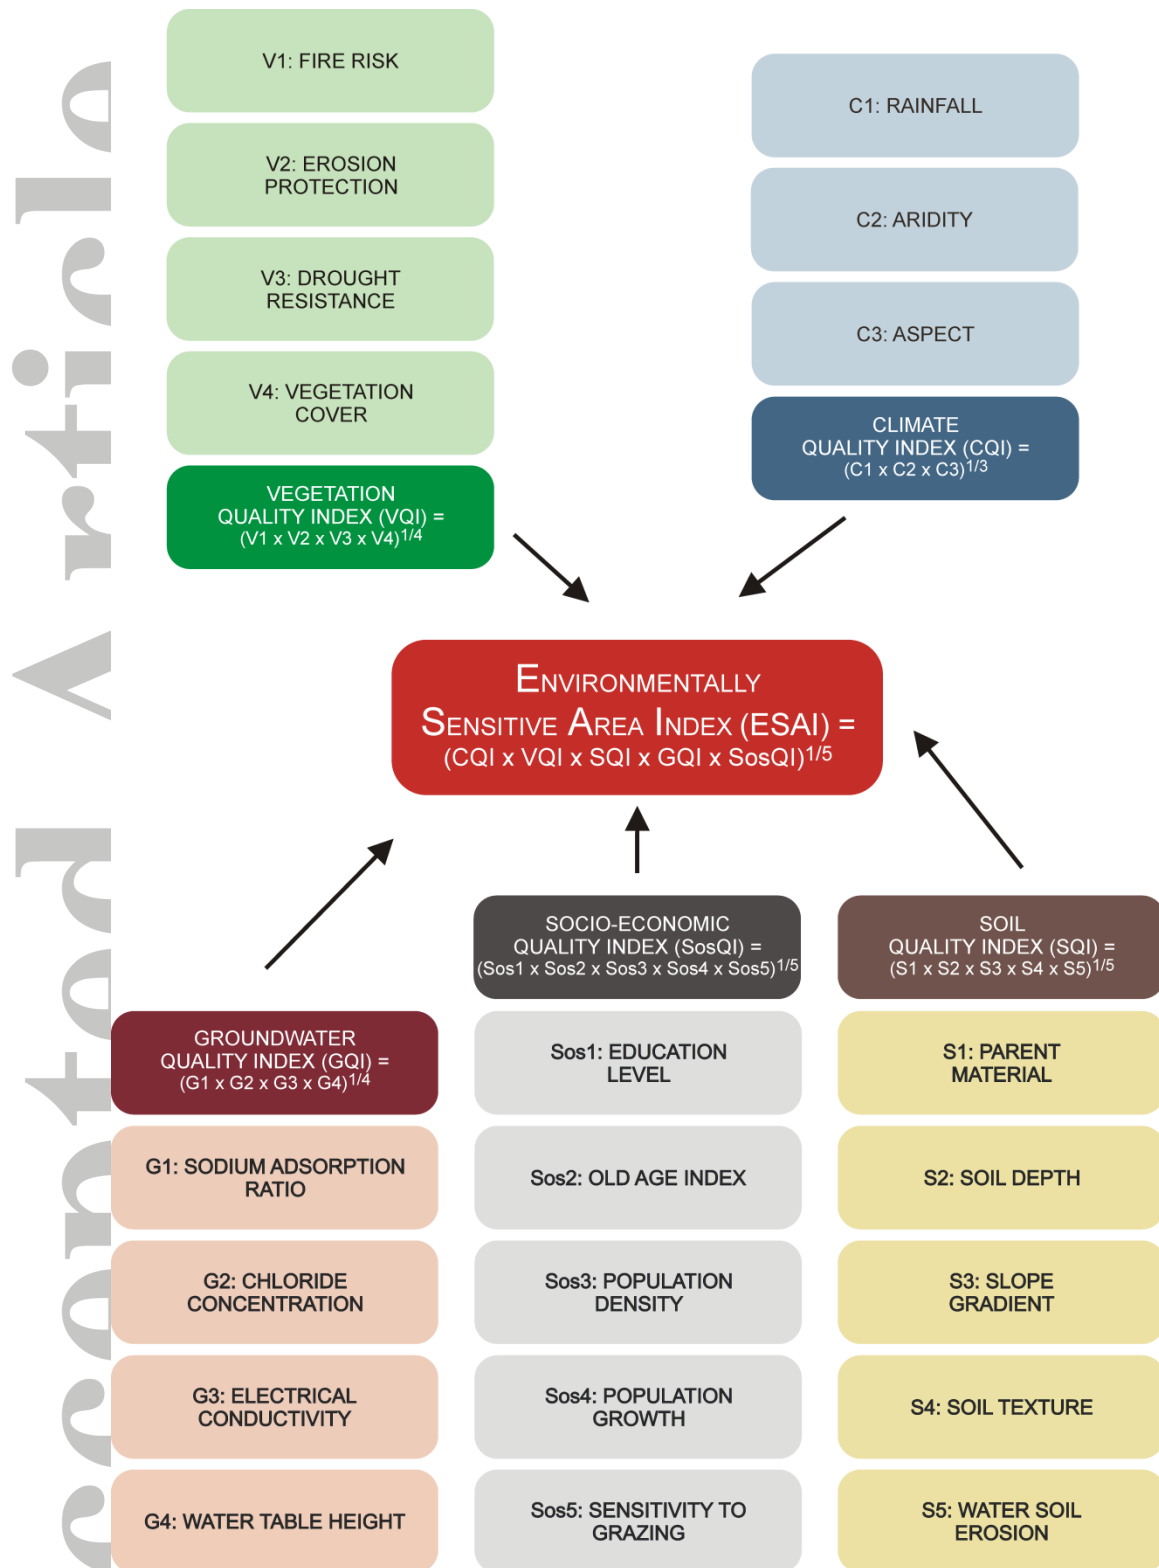 V1: FIRE RISK
V2: EROSION
PROTECTION
V3: DROUGHT
RESISTANCE
V4: VEGETATION
COVER
VEGETATION
QUALITY INDEX (VQI) =
(V1 x V2 x V3 x V4)1/4
C1: RAINFALL
C2: ARIDITY
C3: ASPECT
CLIMATE
QUALITY INDEX (CQI) =
(C1 x C2 x C3)1/3
ENVIRONMENTALLY
SENSITIVE AREA INDEX (ESAI) =
(CQI x VQI x SQI x GQI x SosQI)1/5
GROUNDWATER
QUALITY INDEX (GQI) =
(G1 x G2 x G3 x G4)1/4
G1: SODIUM ADSORPTION
RATIO
G2: CHLORIDE
CONCENTRATION
G3: ELECTRICAL
CONDUCTIVITY
G4: WATER TABLE HEIGHT
SOCIO-ECONOMIC
QUALITY INDEX (SosQI) =
(Sos1 x Sos2 x Sos3 x Sos4 x Sos5)1/5
Sos1: EDUCATION
LEVEL
Sos2: OLD AGE INDEX
Sos3: POPULATION
DENSITY
Sos4: POPULATION
GROWTH
Sos5: SENSITIVITY TO
GRAZING
SOIL
QUALITY INDEX (SQI) =
(S1 x S2 x S3 x S4 x S5)1/5
S1: PARENT
MATERIAL
S2: SOIL DEPTH
S3: SLOPE
GRADIENT
S4: SOIL TEXTURE
S5: WATER SOIL
EROSION
cepted Article